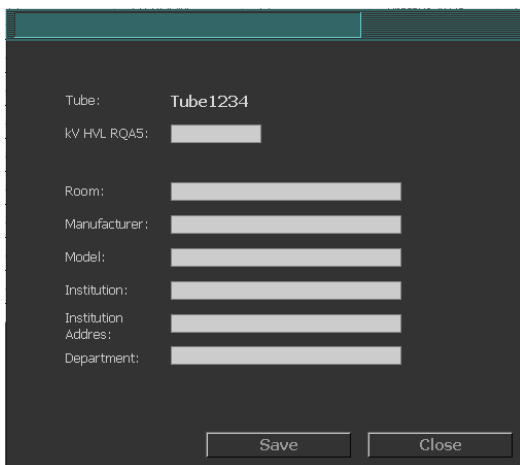 Tube: Tube1234
kV HVL RQA5:
Room:
Manufacturer:
Model:
Institution:
Institution
Addres:
Department:
Save Close